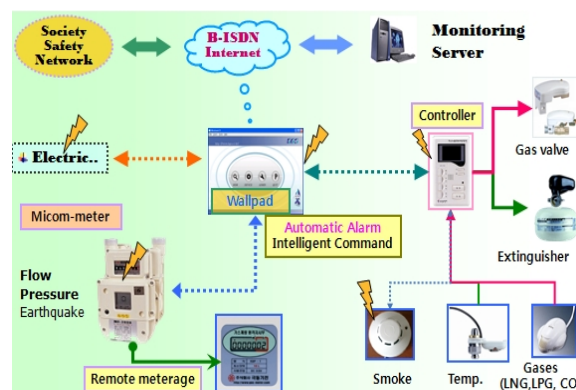 Society
Safety
Network
B-ISDN
Internet
Monitoring
Server
Controller
Gas valve
Electric..
Wallpad
Micom-meter
Automatic Alarm
Intelligent Command
Extinguisher
Flow
Pressure
Earthquake
Remote meterage
Smoke
Temp.
Gases
(LNG,LPG, CO)